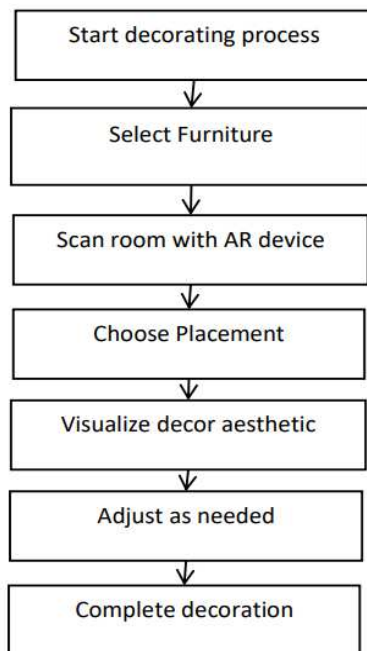 Start decorating process
Select Furniture
Scan room with AR device
Choose Placement
Visualize decor aesthetic
Adjust as needed
Complete decoration